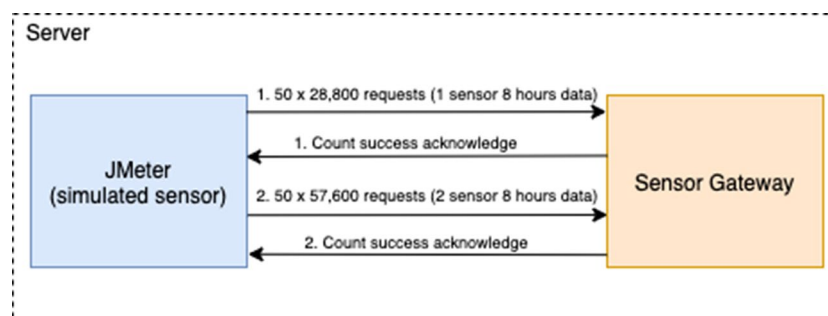 Server
1. 50 x 28,800 requests (1 sensor 8 hours data)
1. Count success acknowledge
JMeter
(simulated sensor)
Sensor Gateway
2. 50 x 57,600 requests (2 sensor 8 hours data)
2. Count success acknowledge